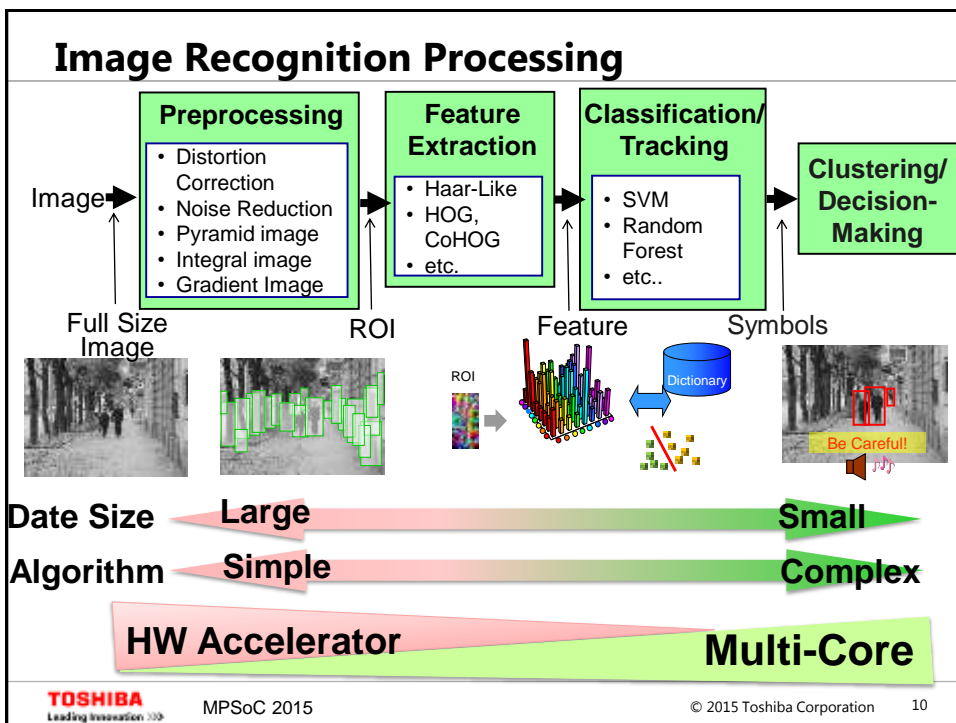 Image Recognition Processing
Preprocessing
• Distortion
Correction
• Noise Reduction
• Pyramid image
• Integral image
• Gradient Image
Feature
Extraction
• Haar-Like
• HOG,
CoHOG
• etc.
Classification/
Tracking
• SVM
• Random
Forest
• etc..
Clustering/
Decision-
Making
Image
Full Size
Image
ROI
Feature
Symbols
ROI
Dictionary
Be Careful!
Date Size
Large
Small
Algorithm
Simple
Complex
HW Accelerator
Multi-Core
TOSHIBA
Leading Innovation >>>
MPSoC 2015
© 2015 Toshiba Corporation
10